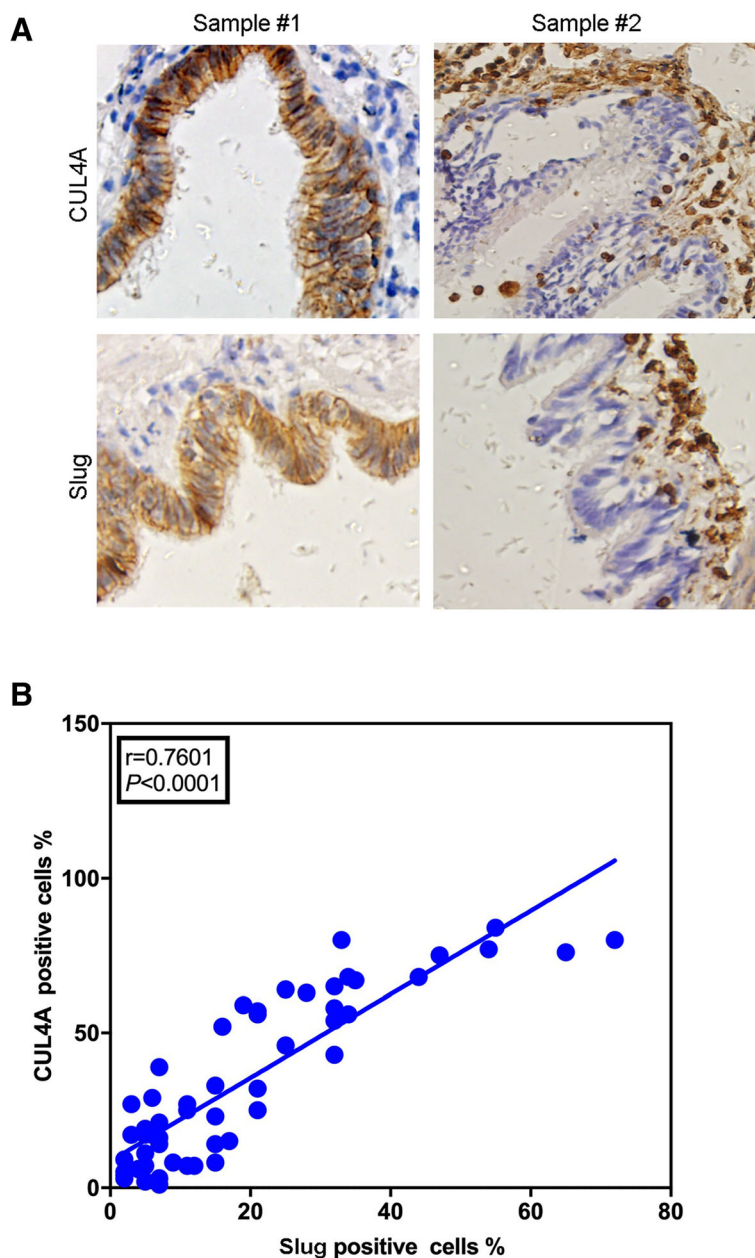 A
Sample #1
Sample #2
CUL4A
Slug
B
150
r=0.7601
P<0.0001
100
50
0
CUL4A positive cells %
0
20
40
60
80
Slug positive cells %